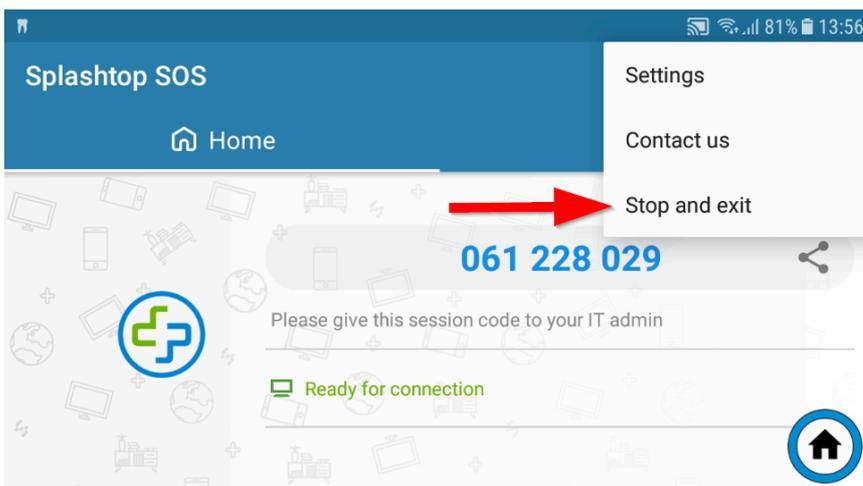 81% 13:56
Splashtop SOS
Home
Settings
Contact us
Stop and exit
061 228 029
Please give this session code to your IT admin
Ready for connection